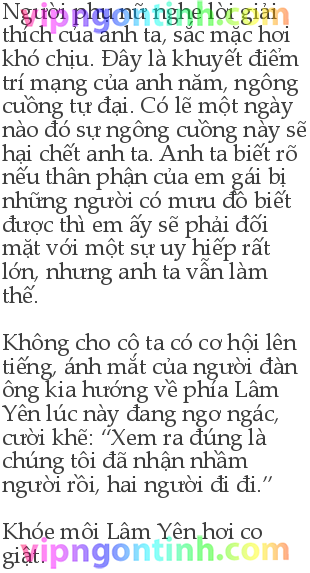 Người phụ nữ nghe lời giải
thích của anh ta, sắc mặc hơi
khó chịu. Đây là khuyết điểm
trí mạng của anh năm, ngông
cuồng tự đại. Có lẽ một ngày
nào đó sự ngông cuồng này sẽ
hại chết anh ta. Anh ta biết rõ
nếu thân phận của em gái bị
những người có mưu đồ biết
được thì em ấy sẽ phải đối
mặt với một sự uy hiếp rất
lớn, nhưng anh ta vẫn làm
thế.
Không cho cô ta có cơ hội lên
tiếng, ánh mắt của người đàn
ông kia hướng về phía Lâm
Yên lúc này đang ngơ ngác,
cười khẽ: “Xem ra đúng là
chúng tôi đã nhận nhầm
người rồi, hai người đi đi.”
Khóe môi Lâm Yên hơi co
giật.
vipngontinh.com
vipngontinh.com